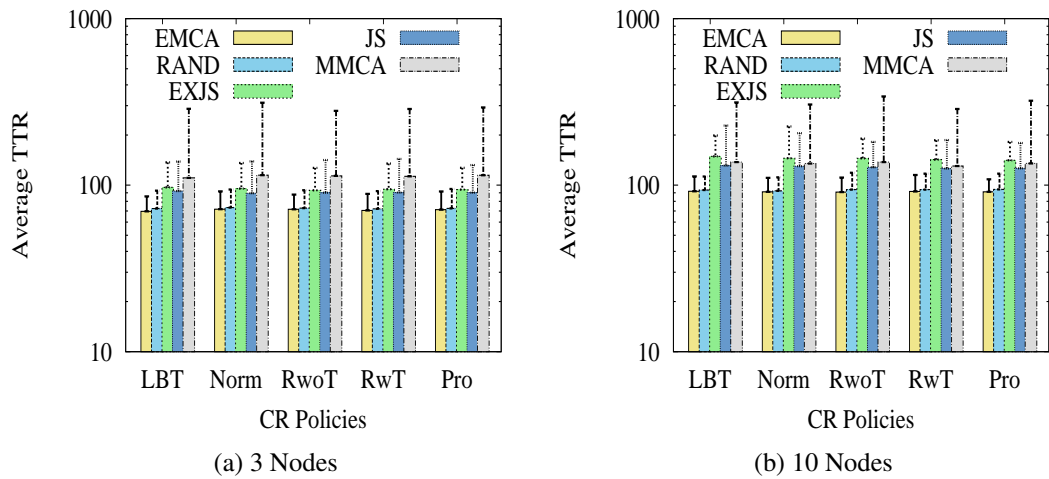 1000
100
10
Average TTR
EMCA
RAND
EXJS
JS
MMCA
LBT Norm RwoT RwT Pro
CR Policies
(a) 3 Nodes
1000
100
10
Average TTR
EMCA
RAND
EXJS
JS
MMCA
LBT Norm RwoT RwT Pro
CR Policies
(b) 10 Nodes